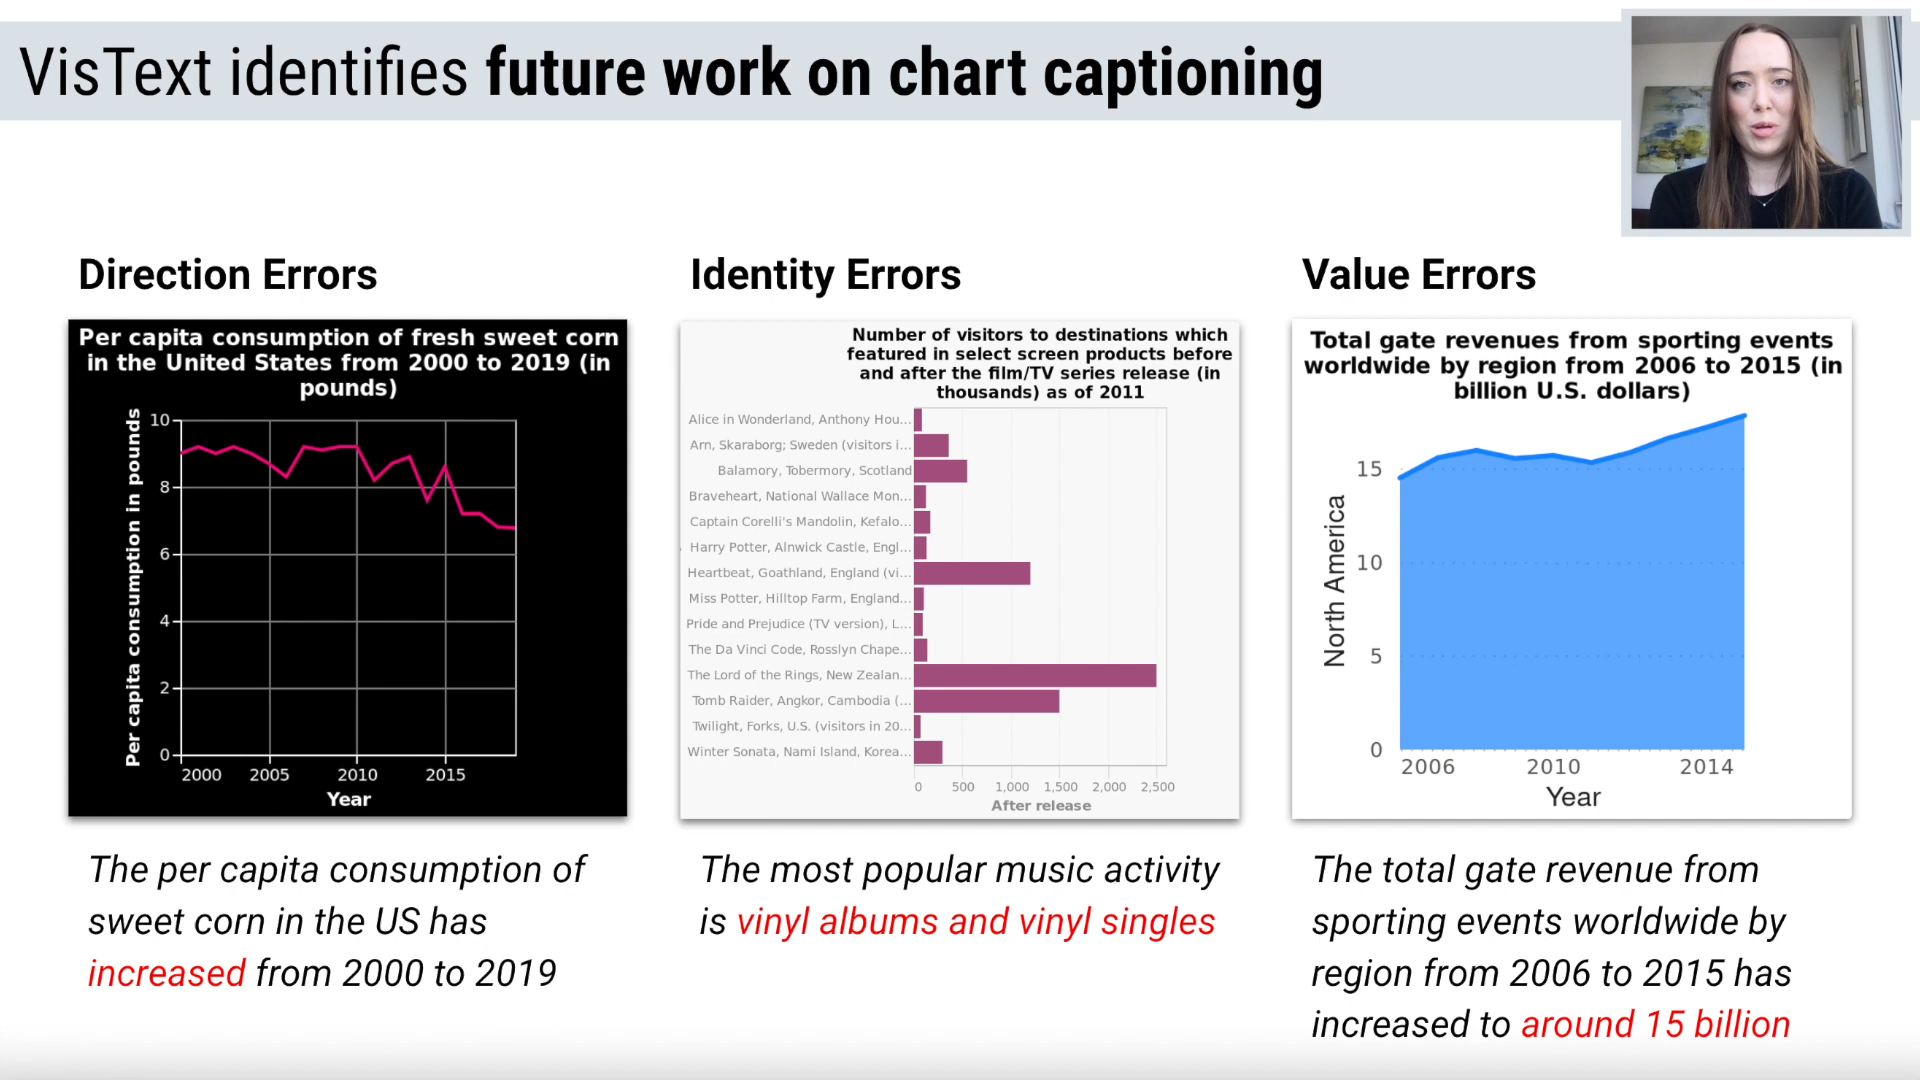 VisText identifies future work on chart captioning
Direction Errors
Per capita consumption of fresh sweet corn
in the United States from 2000 to 2019 (in
pounds)
Per capita consumption in pounds
10
8
6
4
2
0
2000 2005 2010 2015
Year
The per capita consumption of
sweet corn in the US has
increased from 2000 to 2019
Identity Errors
Number of visitors to destinations which
featured in select screen products before
and after the film/TV series release (in
thousands) as of 2011
Alice in Wonderland, Anthony Hou...
Arn, Skaraborg; Sweden (visitors i...
Balamory, Tobermory, Scotland
Braveheart, National Wallace Mon...
Captain Corelli's Mandolin, Kefalo...
Harry Potter, Alnwick Castle, Engl...
Heartbeat, Goathland, England (vi...
Miss Potter, Hilltop Farm, England...
Pride and Prejudice (TV version), L...
The Da Vinci Code, Rosslyn Chape...
The Lord of the Rings, New Zealan...
Tomb Raider, Angkor, Cambodia (...
Twilight, Forks, U.S. (visitors in 20...
Winter Sonata, Nami Island, Korea...
0 500 1,000 1,500 2,000 2,500
After release
The most popular music activity
is vinyl albums and vinyl singles
Value Errors
Total gate revenues from sporting events
worldwide by region from 2006 to 2015 (in
billion U.S. dollars)
North America
15
10
5
0
2006 2010 2014
Year
The total gate revenue from
sporting events worldwide by
region from 2006 to 2015 has
increased to around 15 billion